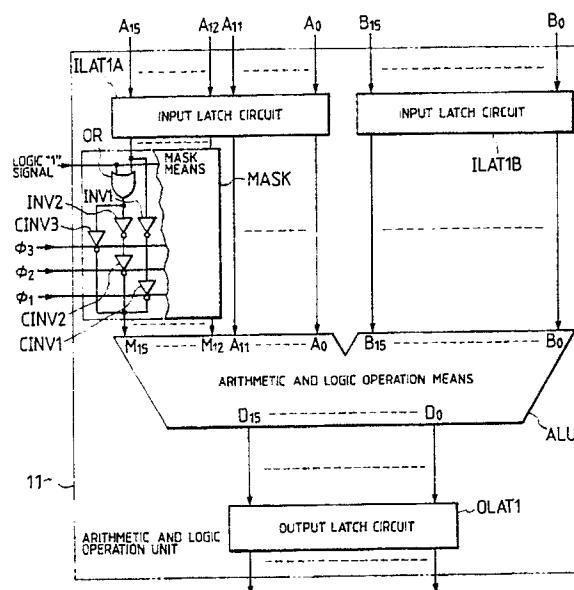 A15 A12 A11 A0 B15 B0
ILAT1A
INPUT LATCH CIRCUIT
INPUT LATCH CIRCUIT
OR
ILAT1B
LOGIC "1" SIGNAL
MASK MEANS
MASK
INV2
INV1
CINV3
ϕ3
ϕ2
ϕ1
CINV2
CINV1
M15 M12 A11 A0 B15 B0
ARITHMETIC AND LOGIC OPERATION MEANS
D15 D0
ALU
11
OLAT1
OUTPUT LATCH CIRCUIT
ARITHMETIC AND LOGIC
OPERATION UNIT